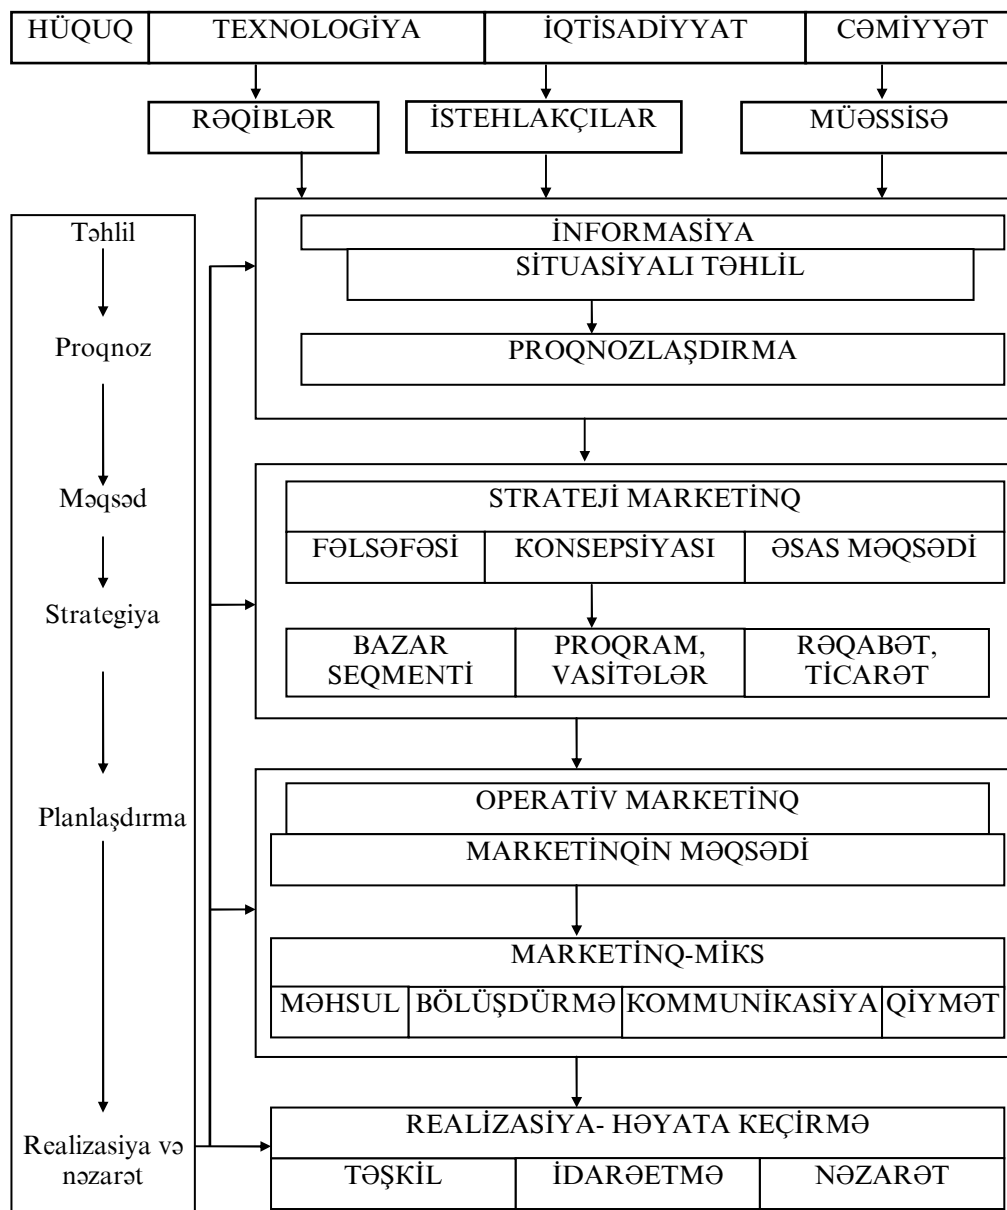 HÜQUQ TEXNOLOGİYA İQTİSADİYYAT CƏMİYYƏT
RƏQİBLƏR İSTEHLAKÇILAR MÜƏSSİSƏ
Təhlil
Proqnoz
Məqsəd
Strategiya
Planlaşdırma
Realizasiya və
nəzarət
İNFORMASİYA
SİTUASİYALI TƏHLİL
PROQNOZLAŞDIRMA
STRATEJİ MARKETİNQ
FƏLSƏFƏSİ KONSEPSİYASI ƏSAS MƏQSƏDİ
BAZAR
SEQMENTİ
PROQRAM,
VASİTƏLƏR
RƏQABƏT,
TİCARƏT
OPERATİV MARKETİNQ
MARKETİNQİN MƏQSƏDİ
MARKETİNQ-MİKS
MƏHSUL BÖLÜŞDÜRMƏ KOMMUNİKASİYA QİYMƏT
REALİZASİYA- HƏYATA KEÇİRMƏ
TƏŞKİL İDARƏETMƏ NƏZARƏT